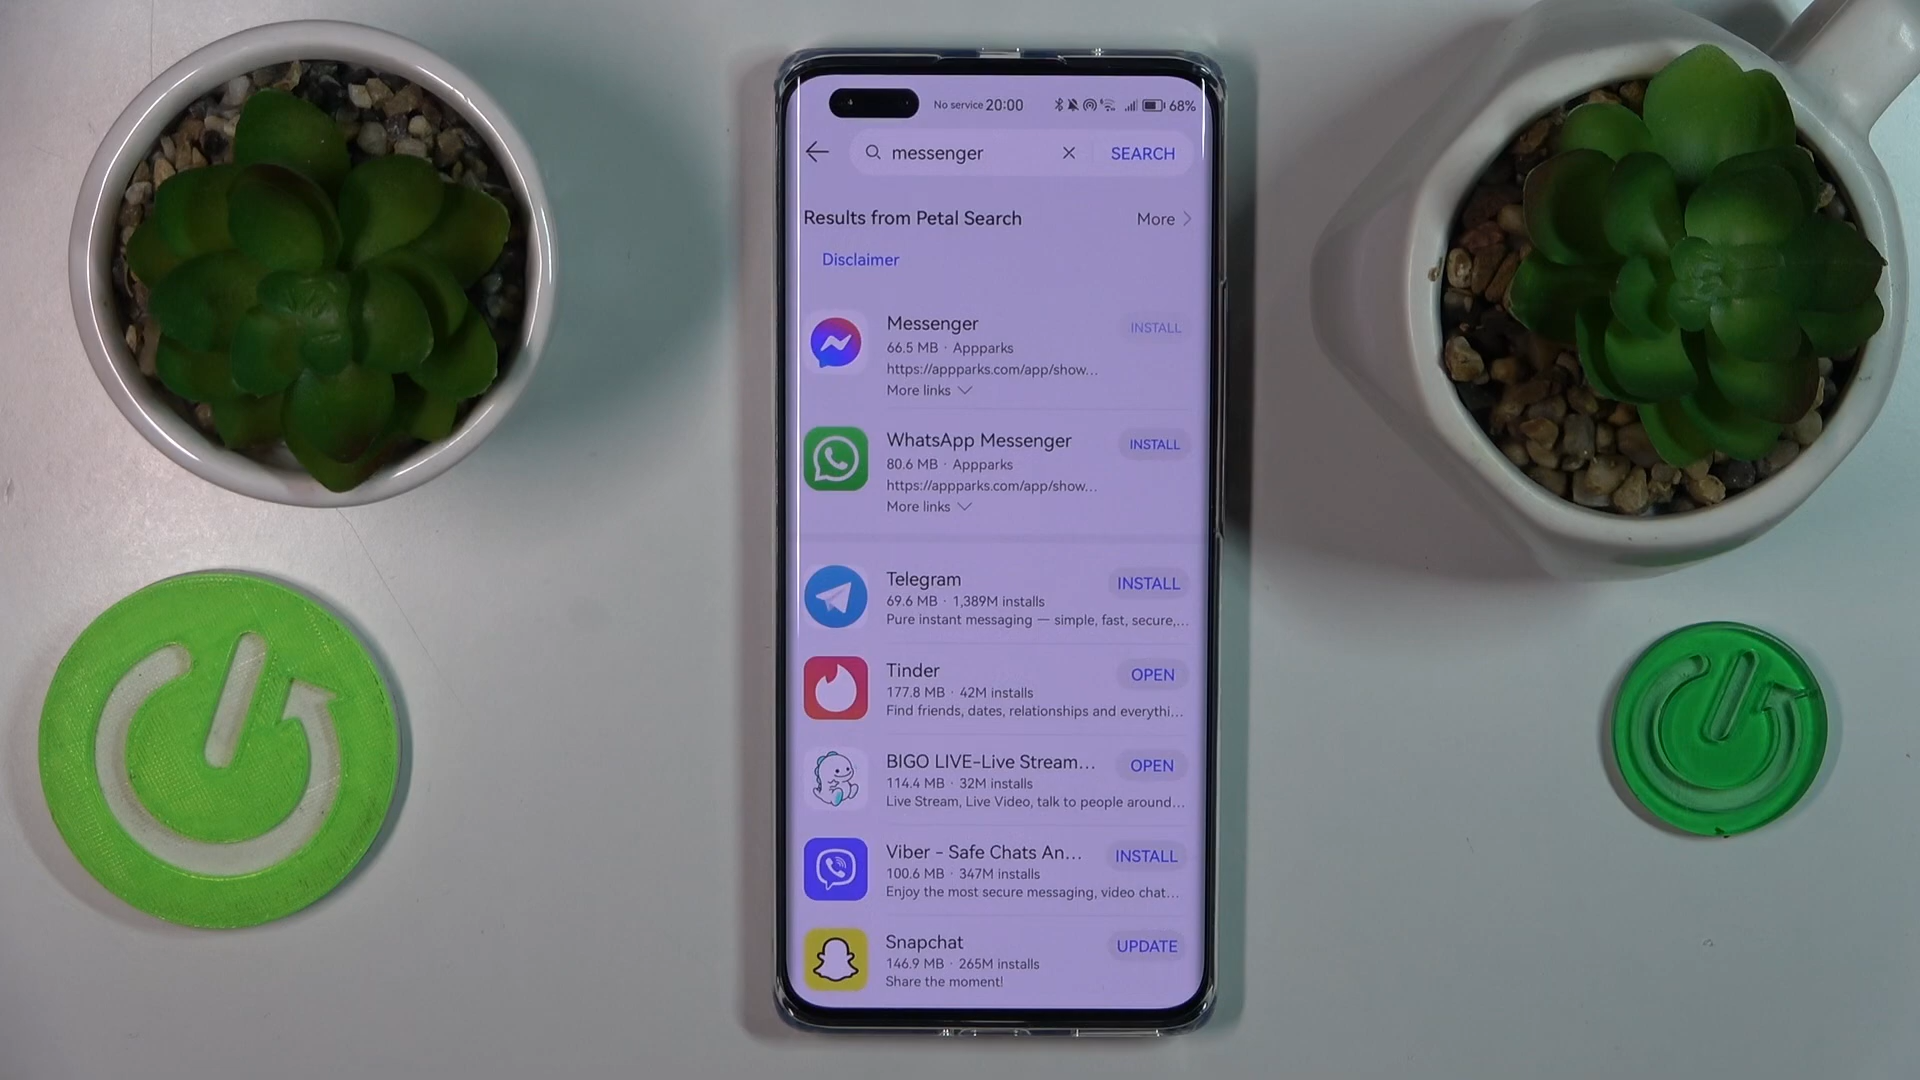 No service 20:00 68%
messenger SEARCH
Results from Petal Search More
Disclaimer
Messenger INSTALL
66.5 MB · Appparks
https://appparks.com/app/show...
More links
WhatsApp Messenger INSTALL
80.6 MB · Appparks
https://appparks.com/app/show...
More links
Telegram INSTALL
69.6 MB · 1,389M installs
Pure instant messaging — simple, fast, secure,...
Tinder OPEN
177.8 MB · 42M installs
Find friends, dates, relationships and everythi...
BIGO LIVE-Live Stream... OPEN
114.4 MB · 32M installs
Live Stream, Live Video, talk to people around...
Viber - Safe Chats An... INSTALL
100.6 MB · 347M installs
Enjoy the most secure messaging, video chat...
Snapchat UPDATE
146.9 MB · 265M installs
Share the moment!